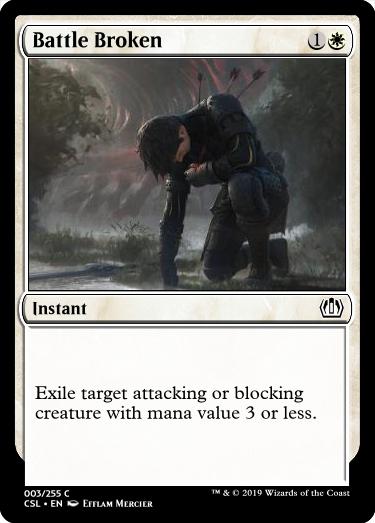 Battle Broken 1
Instant
Exile target attacking or blocking
creature with mana value 3 or less.
003/255 C
CSL • EN Efflam Mercier
™ & © 2019 Wizards of the Coast